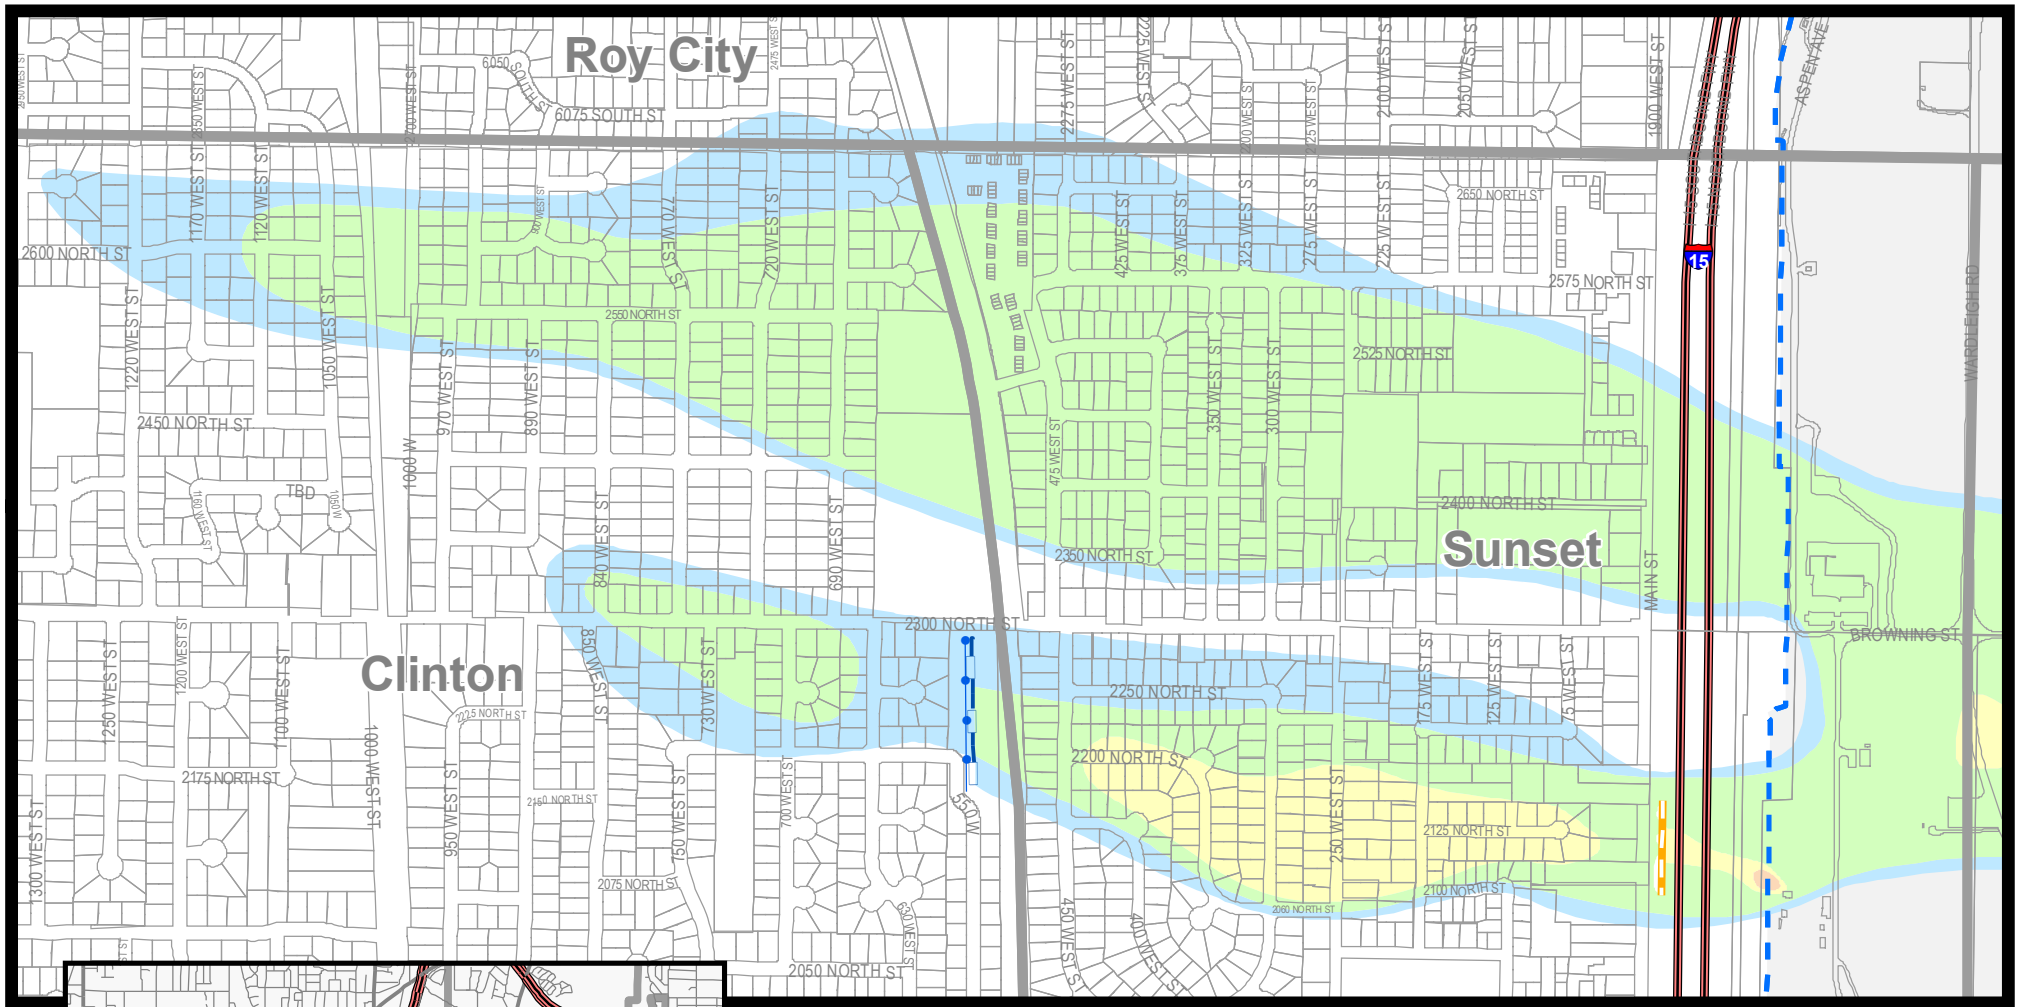 Roy City
6050 SOUTH ST
6075 SOUTH ST
2475 WEST S
2275 WEST ST
2225 WEST S
2200 WEST ST
2125 WEST ST
2100 WEST ST
2050 WEST ST
1900 WEST ST
ASPEN AVE
WARDLEIGH RD
1170 WEST ST
1120 WEST ST
900 WEST ST
770 WEST ST
720 WEST ST
425 WEST ST
375 WEST ST
325 WEST ST
275 WEST ST
225 WEST ST
2650 NORTH ST
2600 NORTH ST
2575 NORTH ST
15
2550 NORTH ST
1220 WEST ST
1050 WEST ST
970 WEST ST
890 WEST ST
350 WEST ST
300 WEST ST
2525 NORTH ST
2450 NORTH ST
1000 W
475 WEST ST
TBD
1160 WEST ST
1050 W
840 WEST ST
690 WEST ST
2400 NORTH ST
Sunset
2350 NORTH ST
MAIN ST
2300 NORTH ST
BROWNING ST
Clinton
1250 WEST ST
1200 WEST ST
1100 WEST ST
850 WEST ST
730 WEST ST
2250 NORTH ST
175 WEST ST
125 WEST ST
75 WEST ST
2225 NORTH ST
1000 WEST ST
2175 NORTH ST
2200 NORTH ST
950 WEST ST
2150 NORTH ST
750 WEST ST
700 WEST ST
550 W
250 WEST ST
2125 NORTH ST
1300 WEST ST
2075 NORTH ST
2100 NORTH ST
630 WEST ST
450 WEST S
400 WEST ST
2060 NORTH ST
2050 NORTH ST